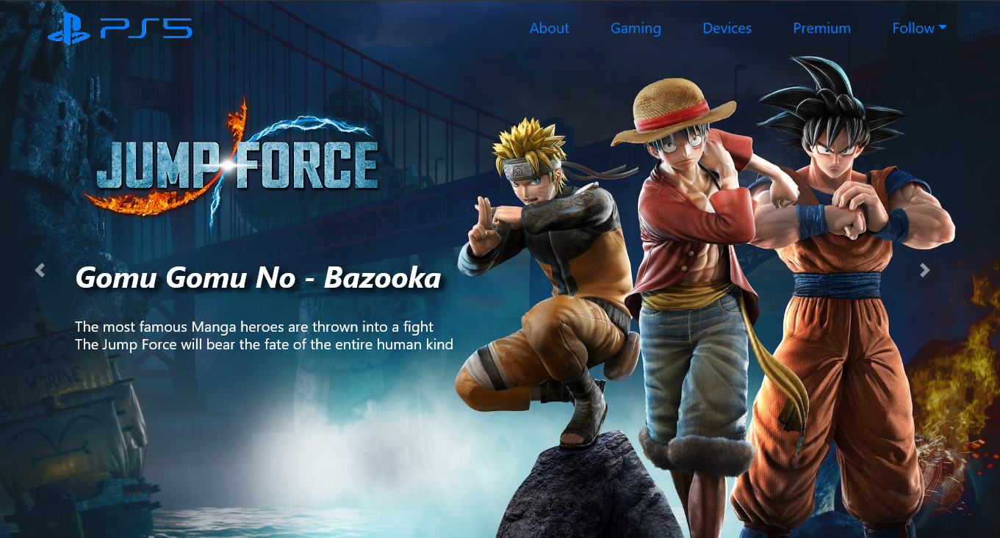 PS5
About
Gaming
Devices
Premium
Follow
JUMP FORCE
Gomu Gomu No - Bazooka
The most famous Manga heroes are thrown into a fight
The Jump Force will bear the fate of the entire human kind
MARINE